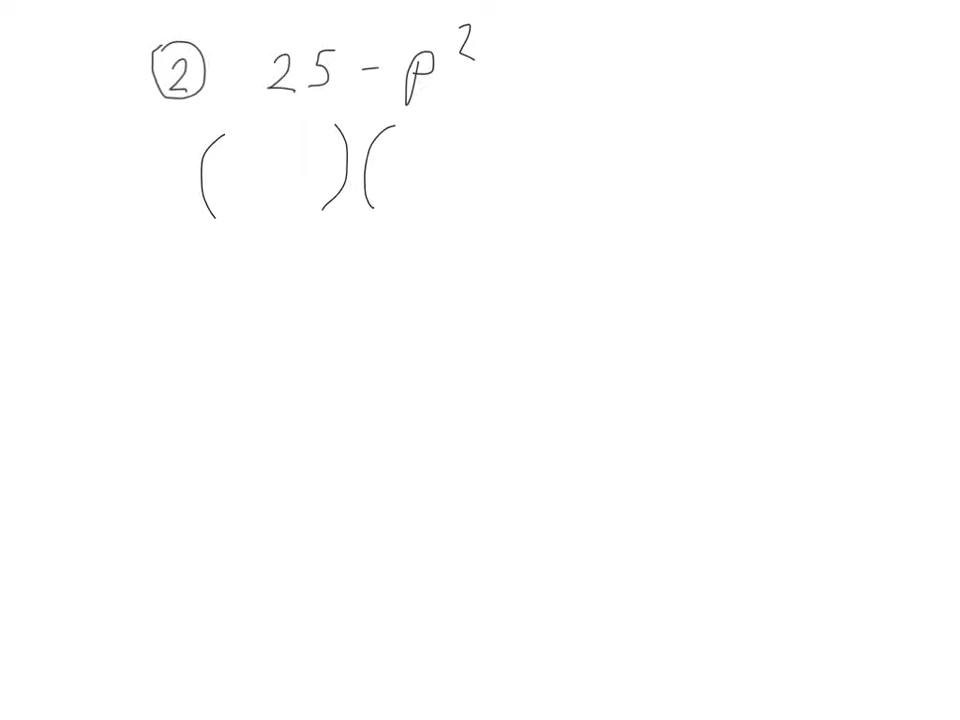 ② 25 - p²
( )(